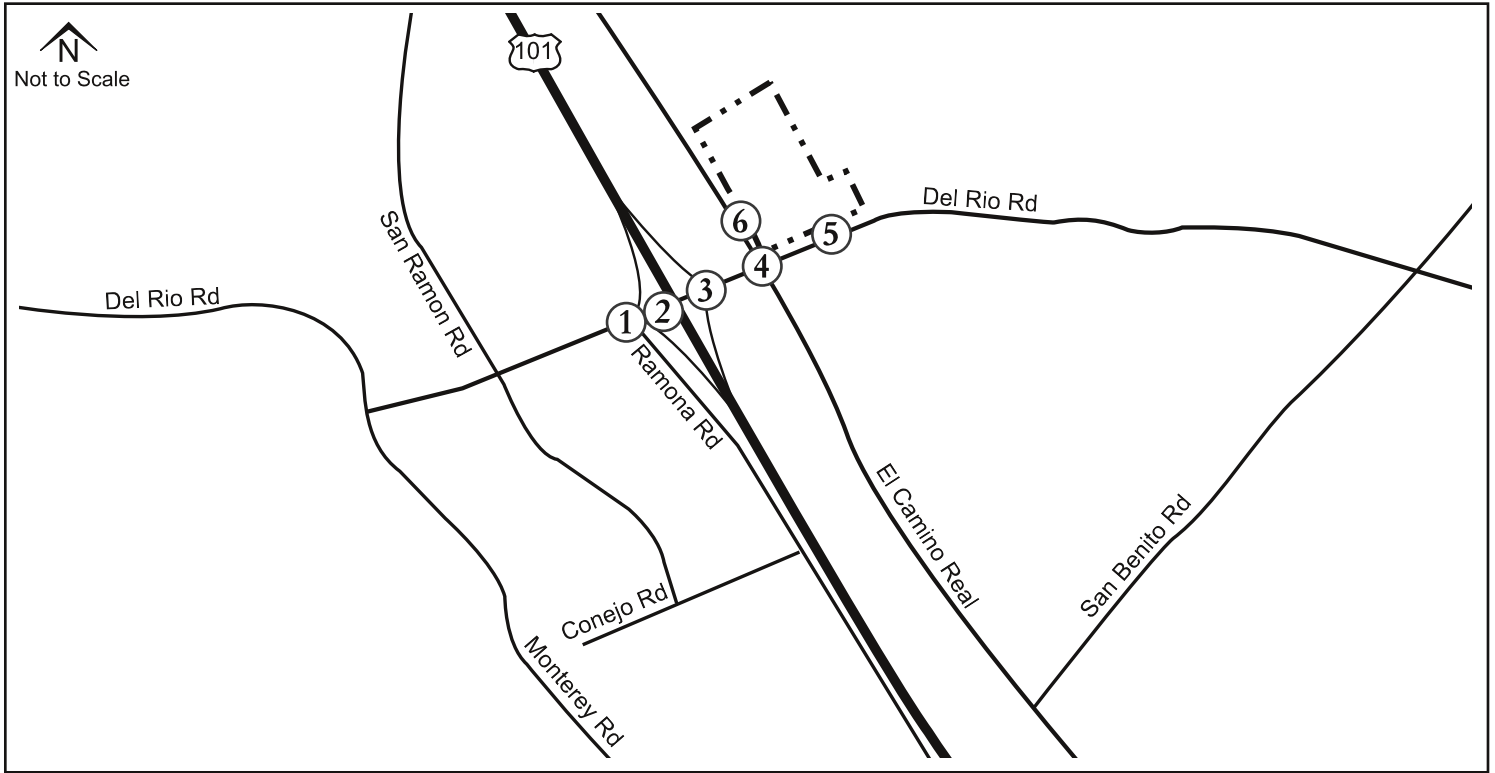 101
N
Not to Scale
Del Rio Rd
6
5
4
San Ramon Rd
3
Del Rio Rd
2
1
Ramona Rd
El Camino Real
San Benito Rd
Conejo Rd
Monterey Rd